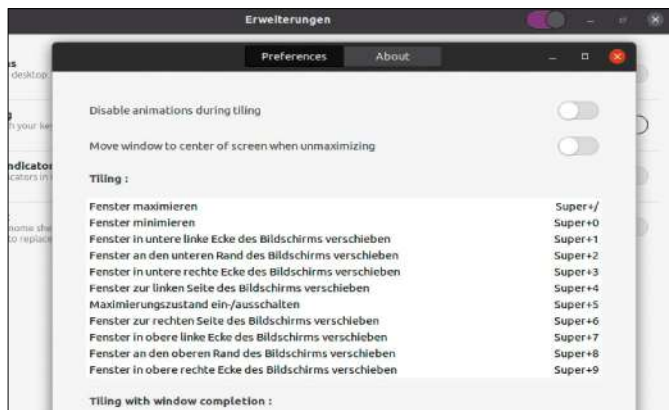 Erweiterungen
Preferences
About
desktop
Disable animations during tiling
Move window to center of screen when unmaximizing
Tiling :
Fenster maximieren Super+/
Fenster minimieren Super+0
Fenster in untere linke Ecke des Bildschirms verschieben Super+1
Fenster an den unteren Rand des Bildschirms verschieben Super+2
Fenster in untere rechte Ecke des Bildschirms verschieben Super+3
Fenster zur linken Seite des Bildschirms verschieben Super+4
Maximierungszustand ein-/ausschalten Super+5
Fenster zur rechten Seite des Bildschirms verschieben Super+6
Fenster in obere linke Ecke des Bildschirms verschieben Super+7
Fenster an den oberen Rand des Bildschirms verschieben Super+8
Fenster in obere rechte Ecke des Bildschirms verschieben Super+9
Tiling with window completion :